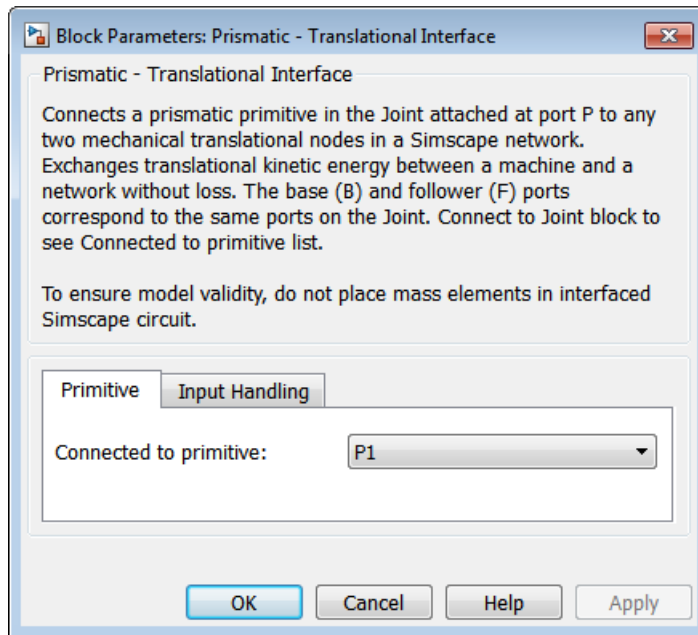 Block Parameters: Prismatic - Translational Interface
Prismatic - Translational Interface
Connects a prismatic primitive in the Joint attached at port P to any
two mechanical translational nodes in a Simscape network.
Exchanges translational kinetic energy between a machine and a
network without loss. The base (B) and follower (F) ports
correspond to the same ports on the Joint. Connect to Joint block to
see Connected to primitive list.
To ensure model validity, do not place mass elements in interfaced
Simscape circuit.
Primitive Input Handling
Connected to primitive: P1
OK Cancel Help Apply